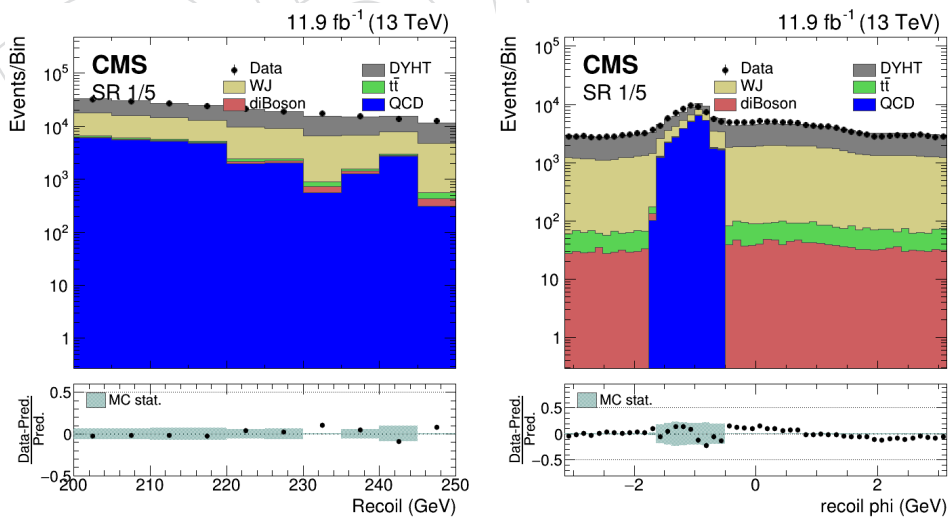 11.9 fb⁻¹ (13 TeV)
Events/Bin
CMS
SR 1/5
Data
DYHT
WJ
tt̄
diBoson
QCD
10⁵
10⁴
10³
10²
10
1
Data-Pred.
Pred.
MC stat.
0.5
0
−0.5
200 210 220 230 240 250
Recoil (GeV)
11.9 fb⁻¹ (13 TeV)
Events/Bin
CMS
SR 1/5
Data
DYHT
WJ
tt̄
diBoson
QCD
10⁵
10⁴
10³
10²
10
1
Data-Pred.
Pred.
MC stat.
0.5
0
−0.5
−2 0 2
recoil phi (GeV)